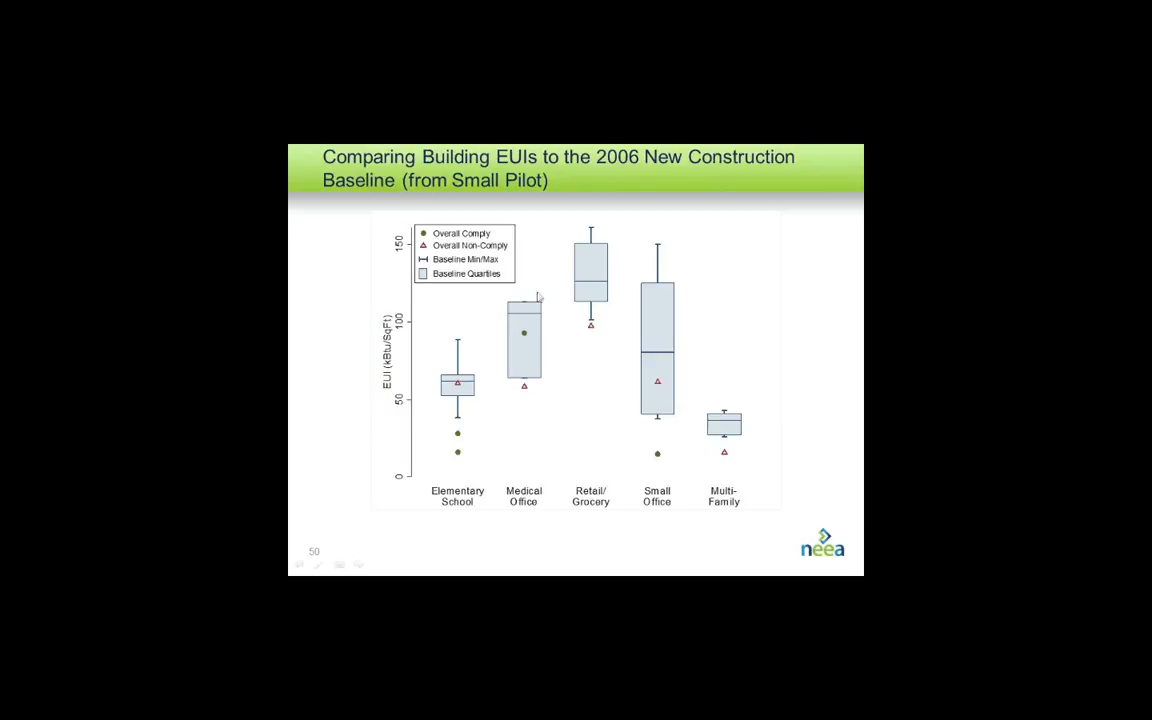 Comparing Building EUIs to the 2006 New Construction
Baseline (from Small Pilot)
Overall Comply
Overall Non-Comply
Baseline Min/Max
Baseline Quartiles
EUI (kBtu/SqFt)
150
100
50
0
Elementary
School
Medical
Office
Retail/
Grocery
Small
Office
Multi-
Family
50
neea